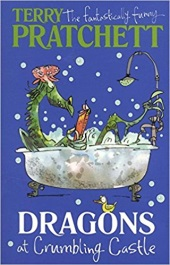 TERRY
The fantastically funny
PRATCHETT
DRAGONS
at Crumbling Castle